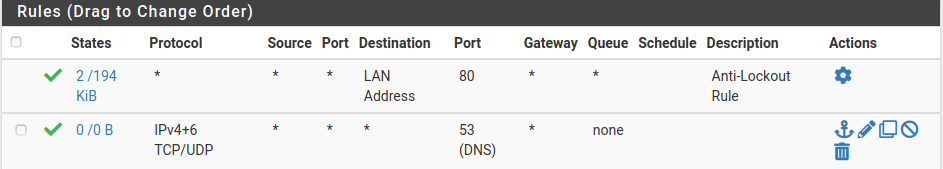 Rules (Drag to Change Order)
States Protocol Source Port Destination Port Gateway Queue Schedule Description Actions
2 /194 * * * LAN 80 * * Anti-Lockout
KiB Address Rule
0 /0 B IPv4+6 * * * 53 * none
TCP/UDP (DNS)